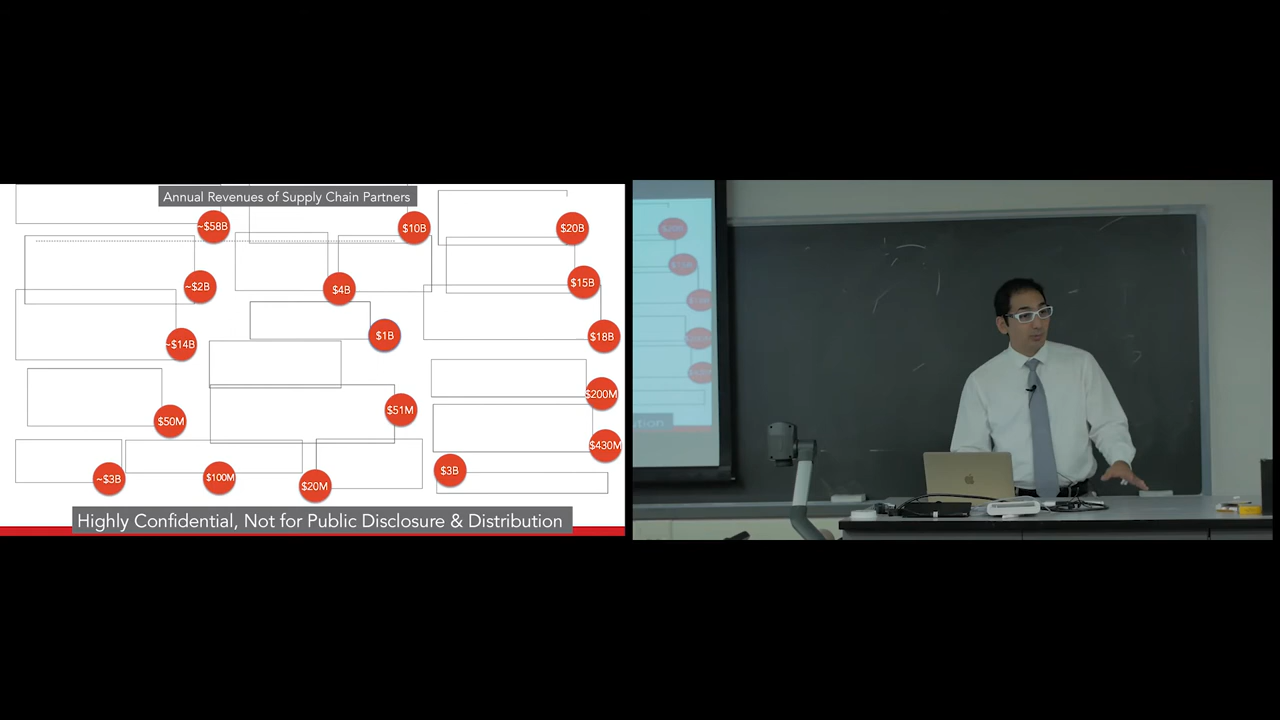 Annual Revenues of Supply Chain Partners
~$58B
$10B
$20B
~$2B
$4B
$15B
~$14B
$1B
$18B
$200M
$50M
$51M
$430M
~$3B
$100M
$20M
$3B
Highly Confidential, Not for Public Disclosure & Distribution